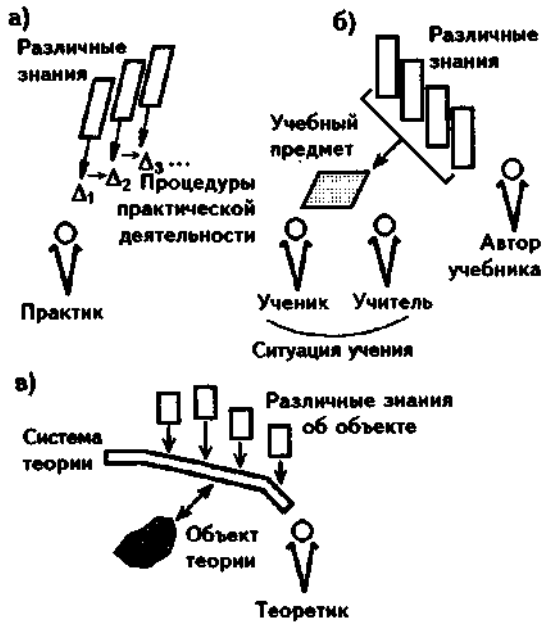 а)
Различные
знания
Δ1 → Δ2 → Δ3 ...
Процедуры
практической
деятельности
Практик
б)
Различные
знания
Учебный
предмет
Автор
учебника
Ученик
Учитель
Ситуация учения
в)
Различные знания
об объекте
Система
теории
Объект
теории
Теоретик